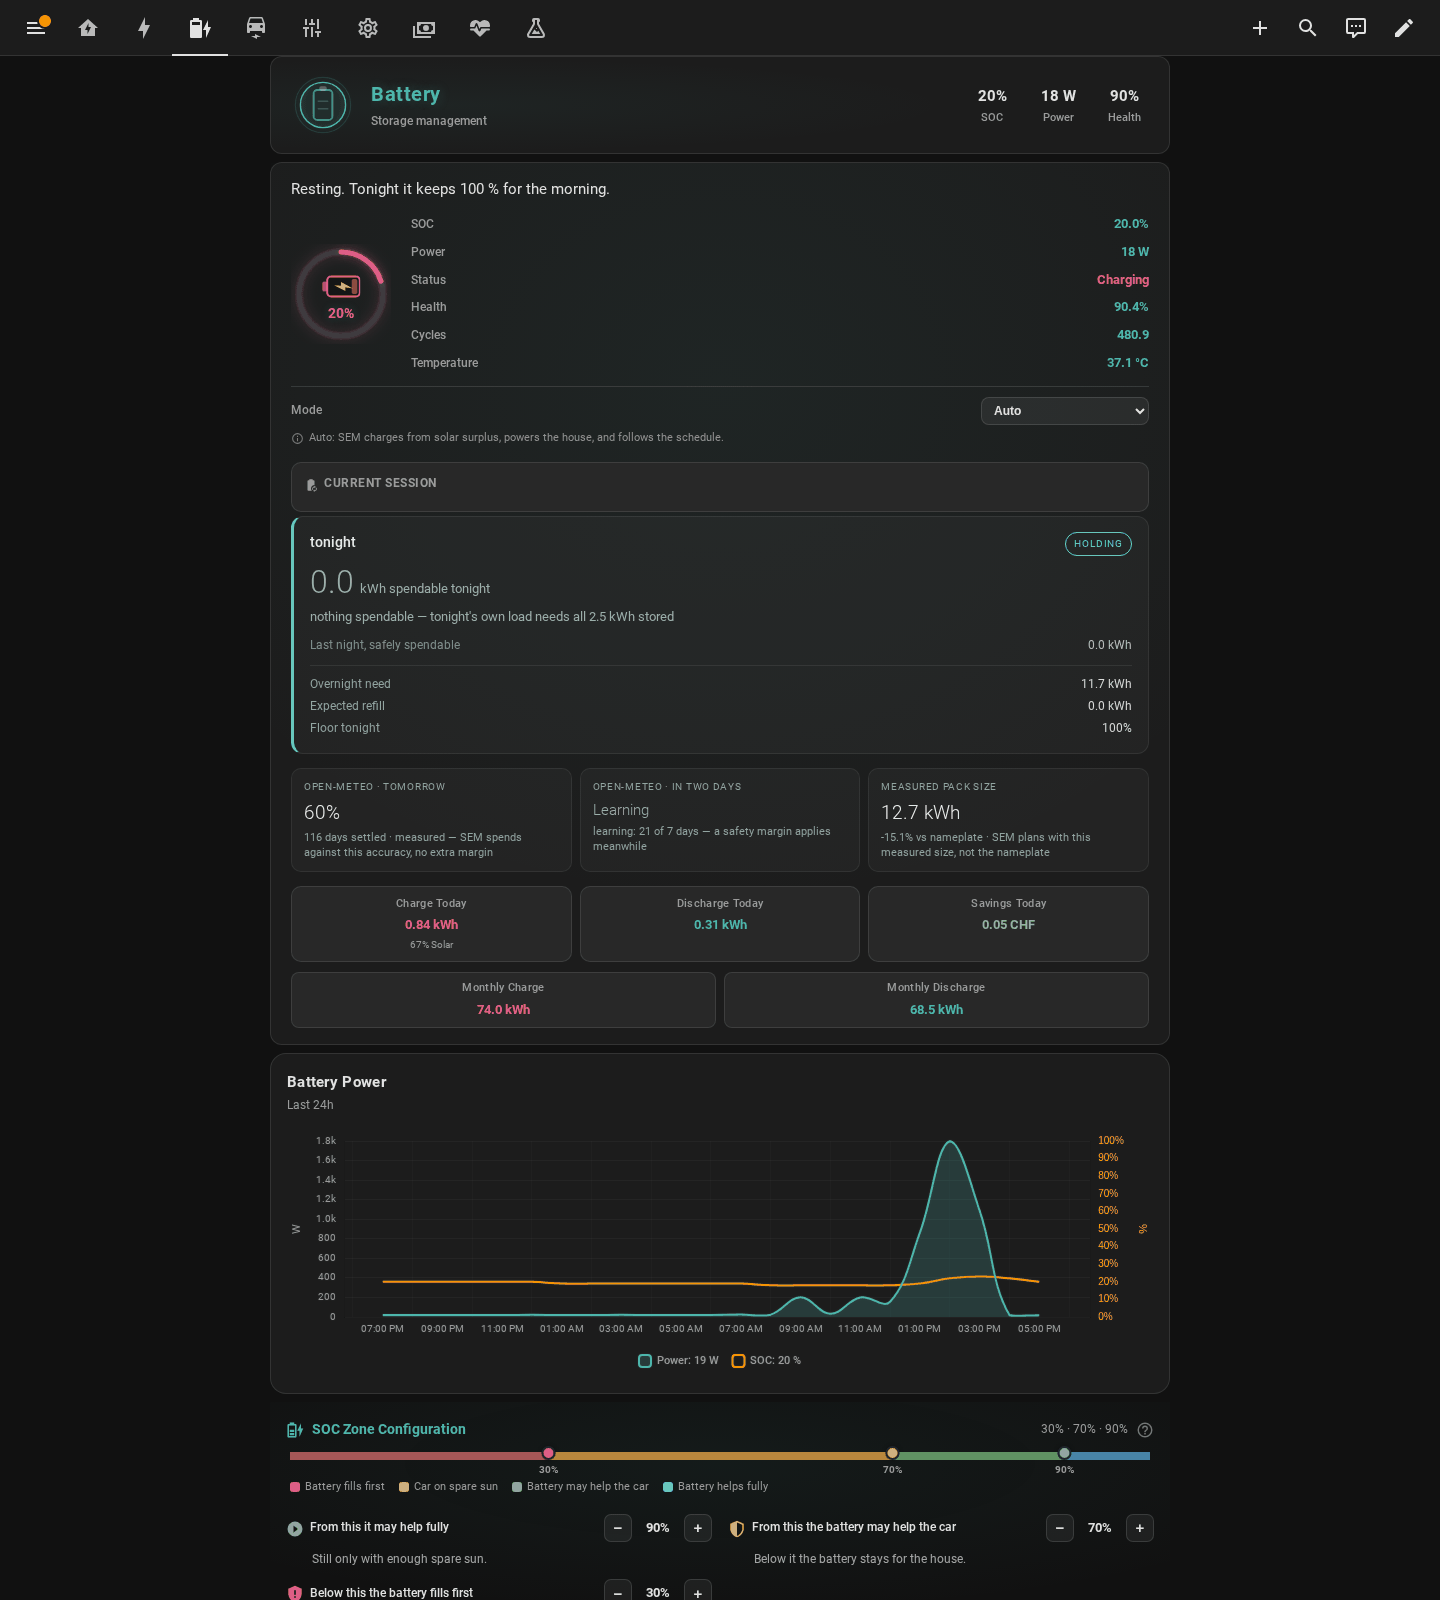 Battery
Storage management
20%
SOC
18 W
Power
90%
Health
Resting. Tonight it keeps 100 % for the morning.
20%
SOC 20.0%
Power 18 W
Status Charging
Health 90.4%
Cycles 480.9
Temperature 37.1 °C
Mode Auto
Auto: SEM charges from solar surplus, powers the house, and follows the schedule.
CURRENT SESSION
tonight HOLDING
0.0 kWh spendable tonight
nothing spendable — tonight's own load needs all 2.5 kWh stored
Last night, safely spendable 0.0 kWh
Overnight need 11.7 kWh
Expected refill 0.0 kWh
Floor tonight 100%
OPEN-METEO · TOMORROW
60%
116 days settled · measured — SEM spends
against this accuracy, no extra margin
OPEN-METEO · IN TWO DAYS
Learning
learning: 21 of 7 days — a safety margin applies
meanwhile
MEASURED PACK SIZE
12.7 kWh
-15.1% vs nameplate · SEM plans with this
measured size, not the nameplate
Charge Today
0.84 kWh
67% Solar
Discharge Today
0.31 kWh
Savings Today
0.05 CHF
Monthly Charge
74.0 kWh
Monthly Discharge
68.5 kWh
Battery Power
Last 24h
W
1.8k
1.6k
1.4k
1.2k
1.0k
800
600
400
200
0
100%
90%
80%
70%
60%
50%
40%
30%
20%
10%
0%
%
07:00 PM 09:00 PM 11:00 PM 01:00 AM 03:00 AM 05:00 AM 07:00 AM 09:00 AM 11:00 AM 01:00 PM 03:00 PM 05:00 PM
Power: 19 W SOC: 20 %
SOC Zone Configuration 30% · 70% · 90%
30% 70% 90%
Battery fills first Car on spare sun Battery may help the car Battery helps fully
From this it may help fully − 90% +
Still only with enough spare sun.
From this the battery may help the car − 70% +
Below it the battery stays for the house.
Below this the battery fills first − 30% +